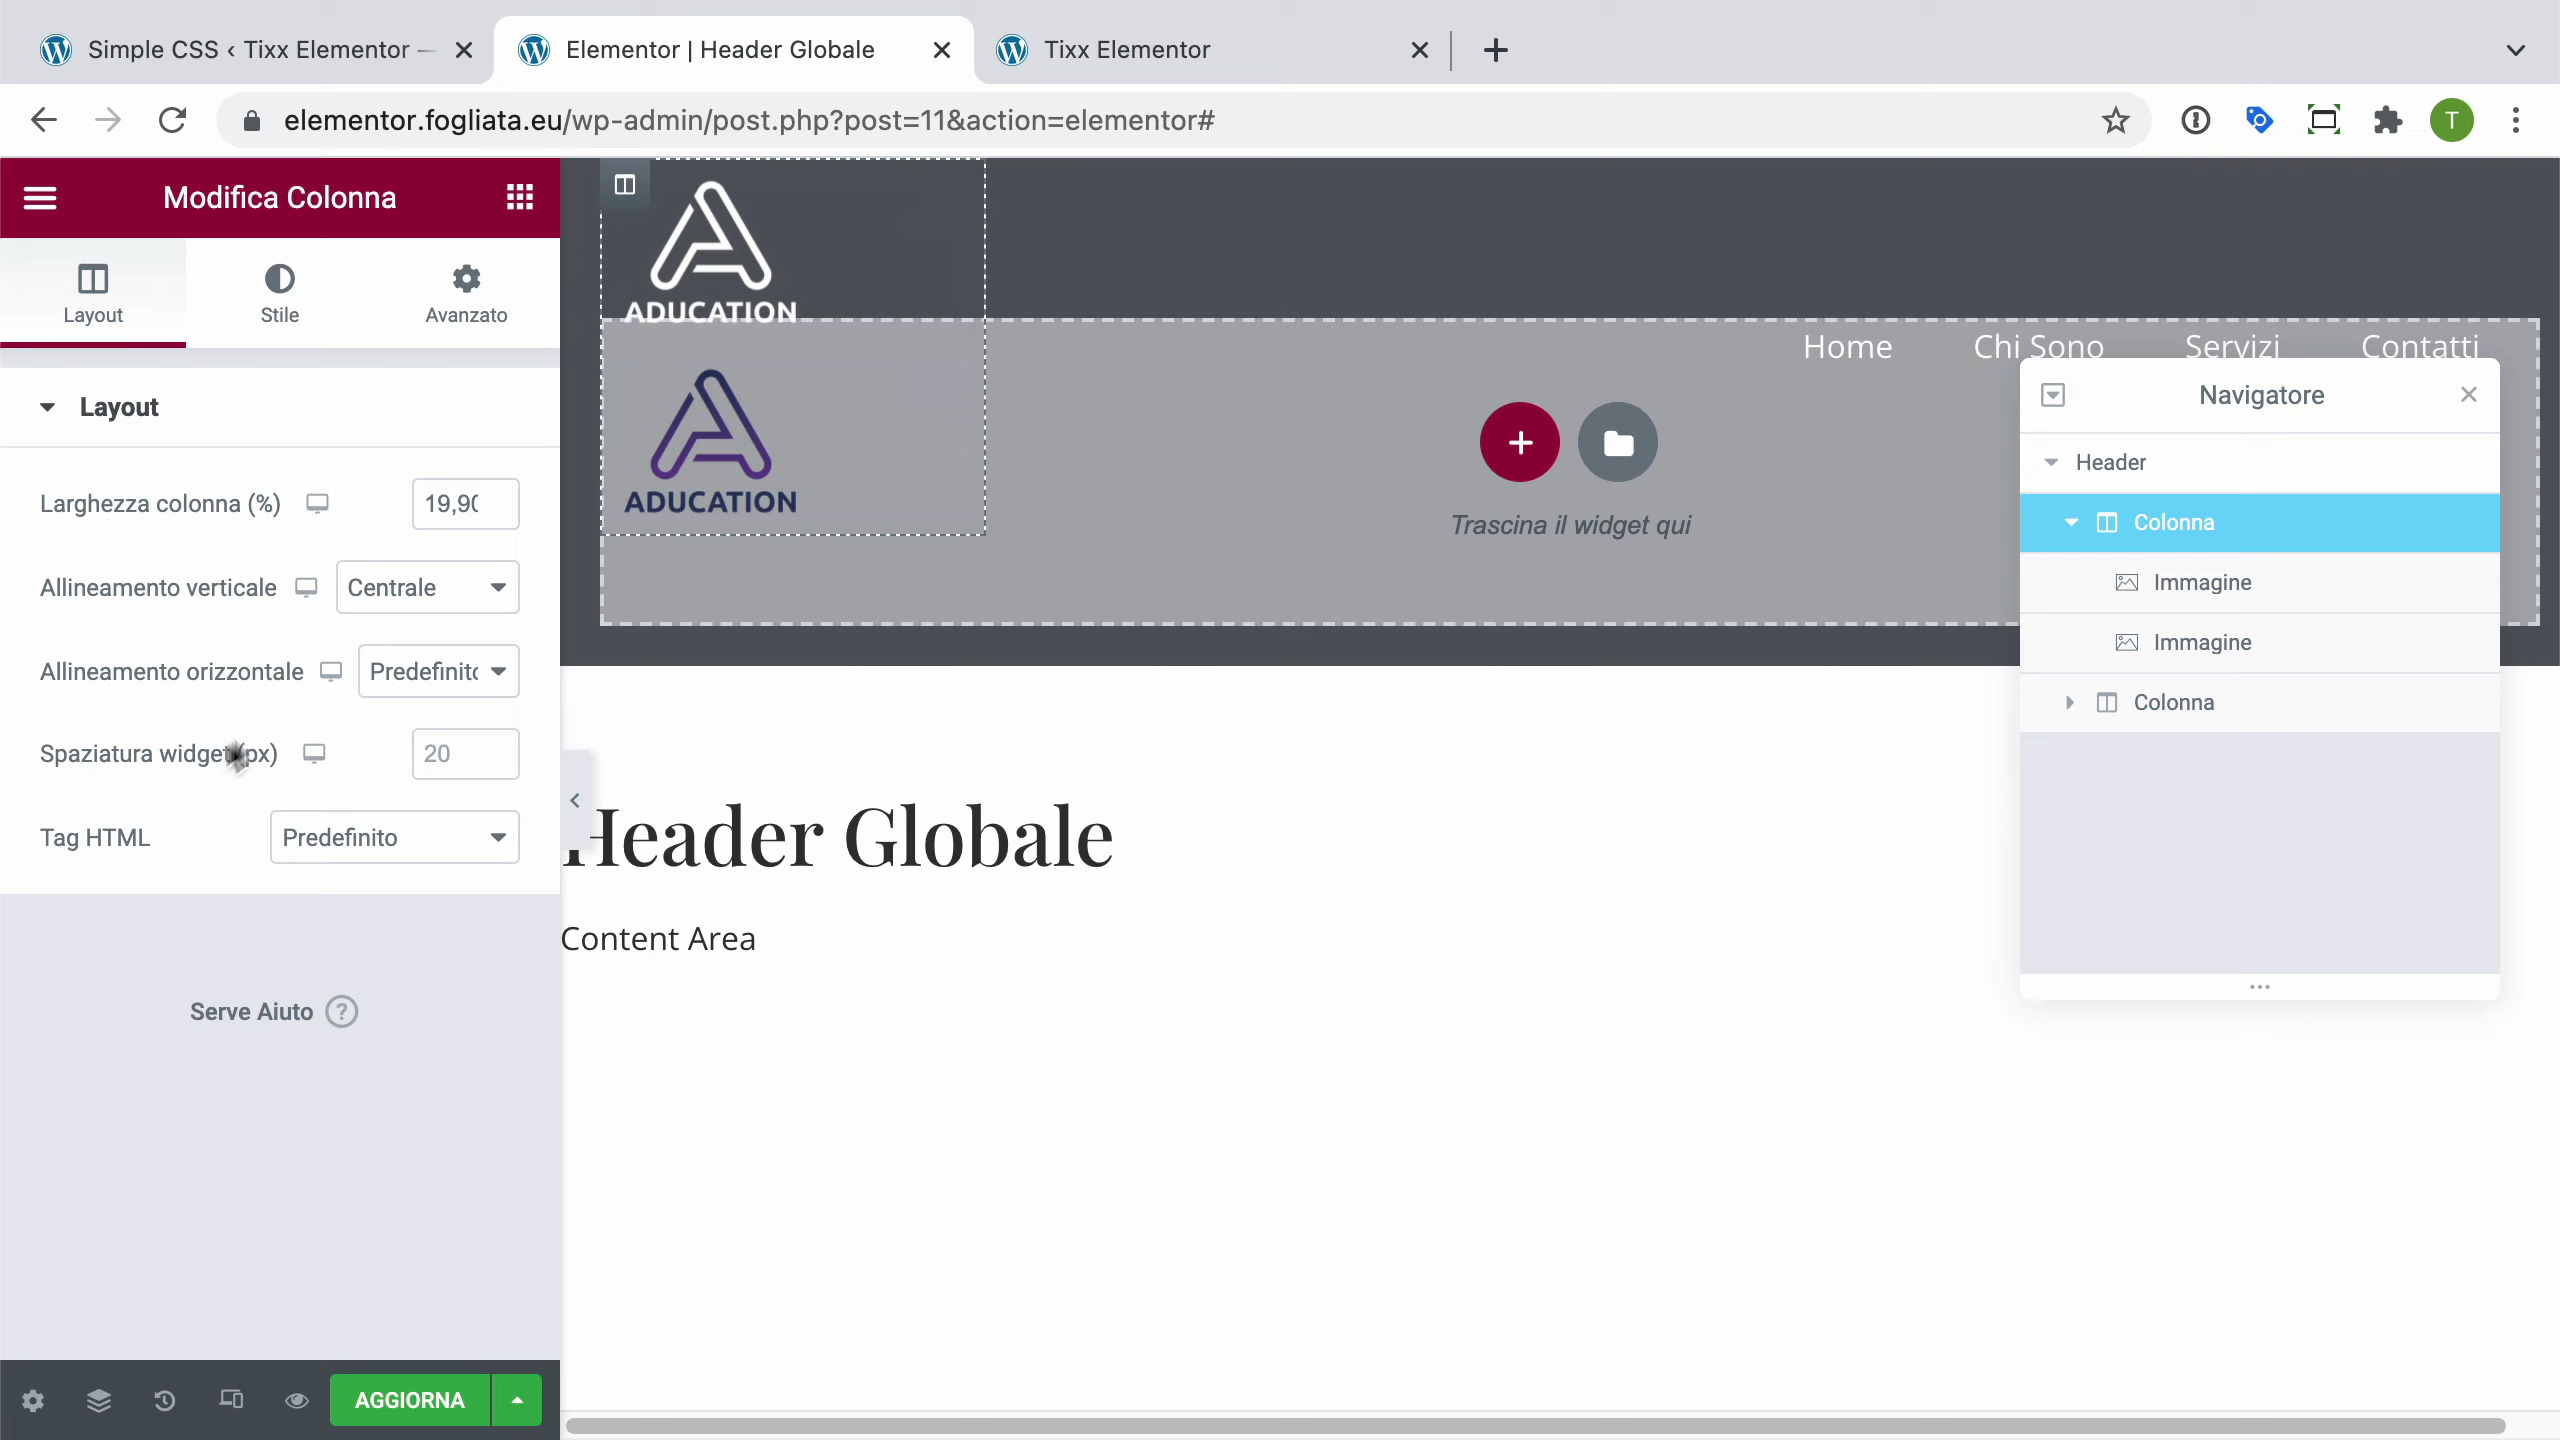 Simple CSS ‹ Tixx Elementor —
Elementor | Header Globale
Tixx Elementor
elementor.fogliata.eu/wp-admin/post.php?post=11&action=elementor#
T
Modifica Colonna
Layout
Stile
Avanzato
Layout
Larghezza colonna (%)
19,90
Allineamento verticale
Centrale
Allineamento orizzontale
Predefinito
Spaziatura widget (px)
20
Tag HTML
Predefinito
Serve Aiuto
?
AGGIORNA
ADUCATION
ADUCATION
Home
Chi Sono
Servizi
Contatti
Trascina il widget qui
Header Globale
Content Area
Navigatore
Header
Colonna
Immagine
Immagine
Colonna